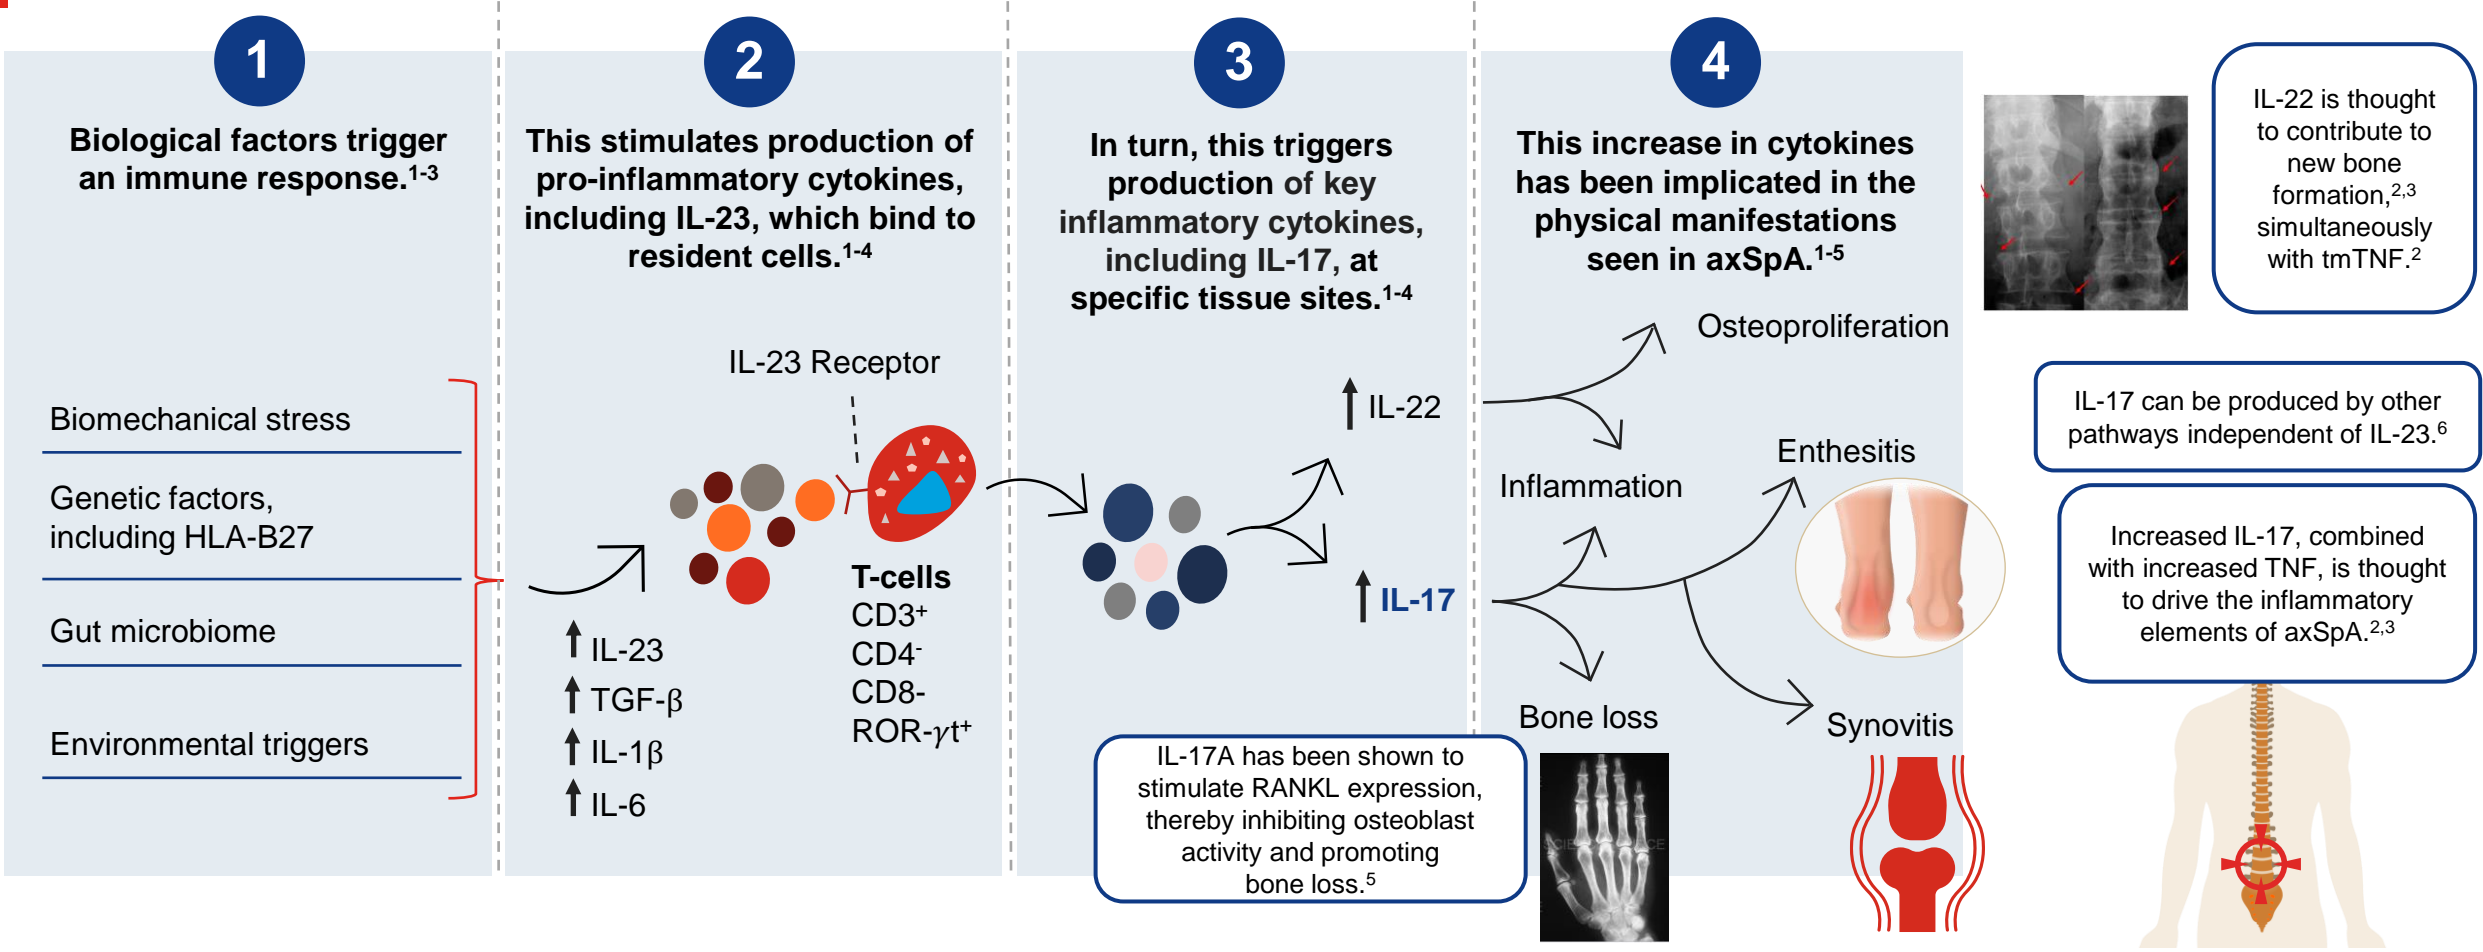 1
Biological factors trigger
an immune response.1-3
Biomechanical stress
Genetic factors,
including HLA-B27
Gut microbiome
Environmental triggers
2
This stimulates production of
pro-inflammatory cytokines,
including IL-23, which bind to
resident cells.1-4
IL-23 Receptor
IL-23
TGF-β
IL-1β
IL-6
T-cells
CD3+
CD4-
CD8-
ROR-γt+
3
In turn, this triggers
production of key
inflammatory cytokines,
including IL-17, at
specific tissue sites.1-4
IL-22
IL-17
IL-17A has been shown to
stimulate RANKL expression,
thereby inhibiting osteoblast
activity and promoting
bone loss.5
4
This increase in cytokines
has been implicated in the
physical manifestations
seen in axSpA.1-5
Osteoproliferation
Inflammation
Enthesitis
Bone loss
Synovitis
IL-22 is thought
to contribute to
new bone
formation,2,3
simultaneously
with tmTNF.2
IL-17 can be produced by other
pathways independent of IL-23.6
Increased IL-17, combined
with increased TNF, is thought
to drive the inflammatory
elements of axSpA.2,3